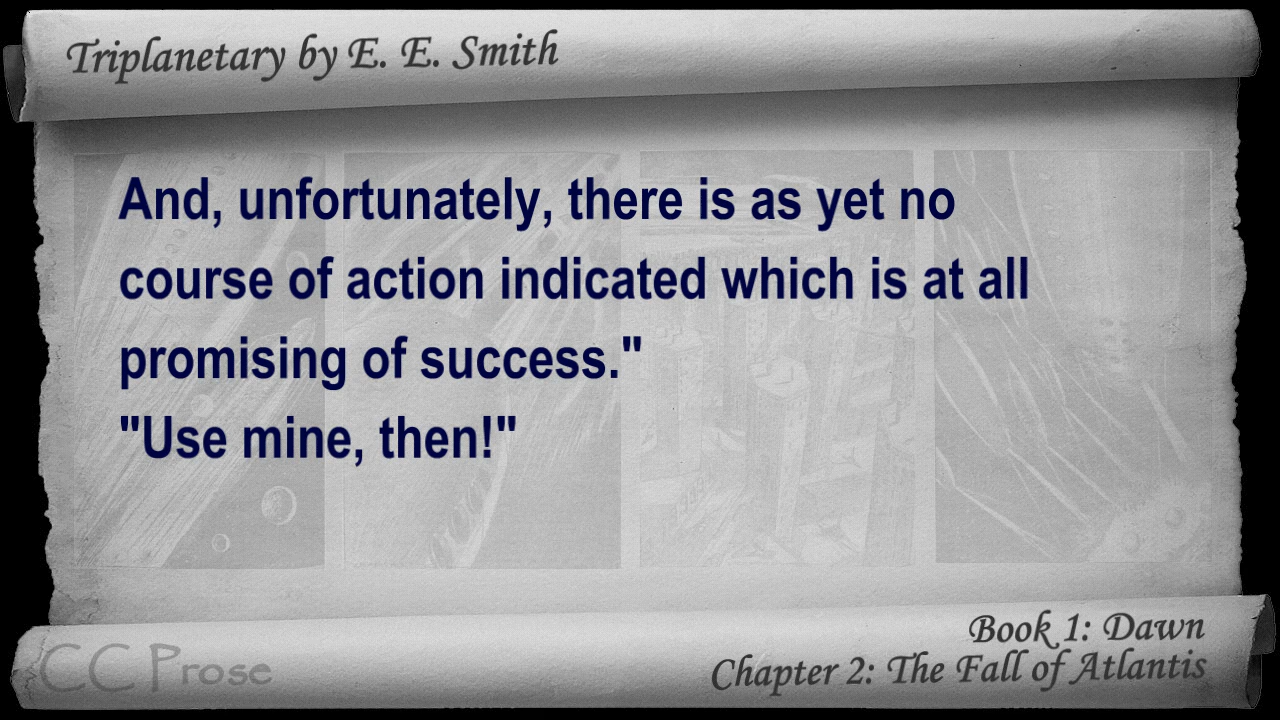 Triplanetary by E. E. Smith
And, unfortunately, there is as yet no
course of action indicated which is at all
promising of success."
"Use mine, then!"
Book 1: Dawn
Chapter 2: The Fall of Atlantis
CC Prose